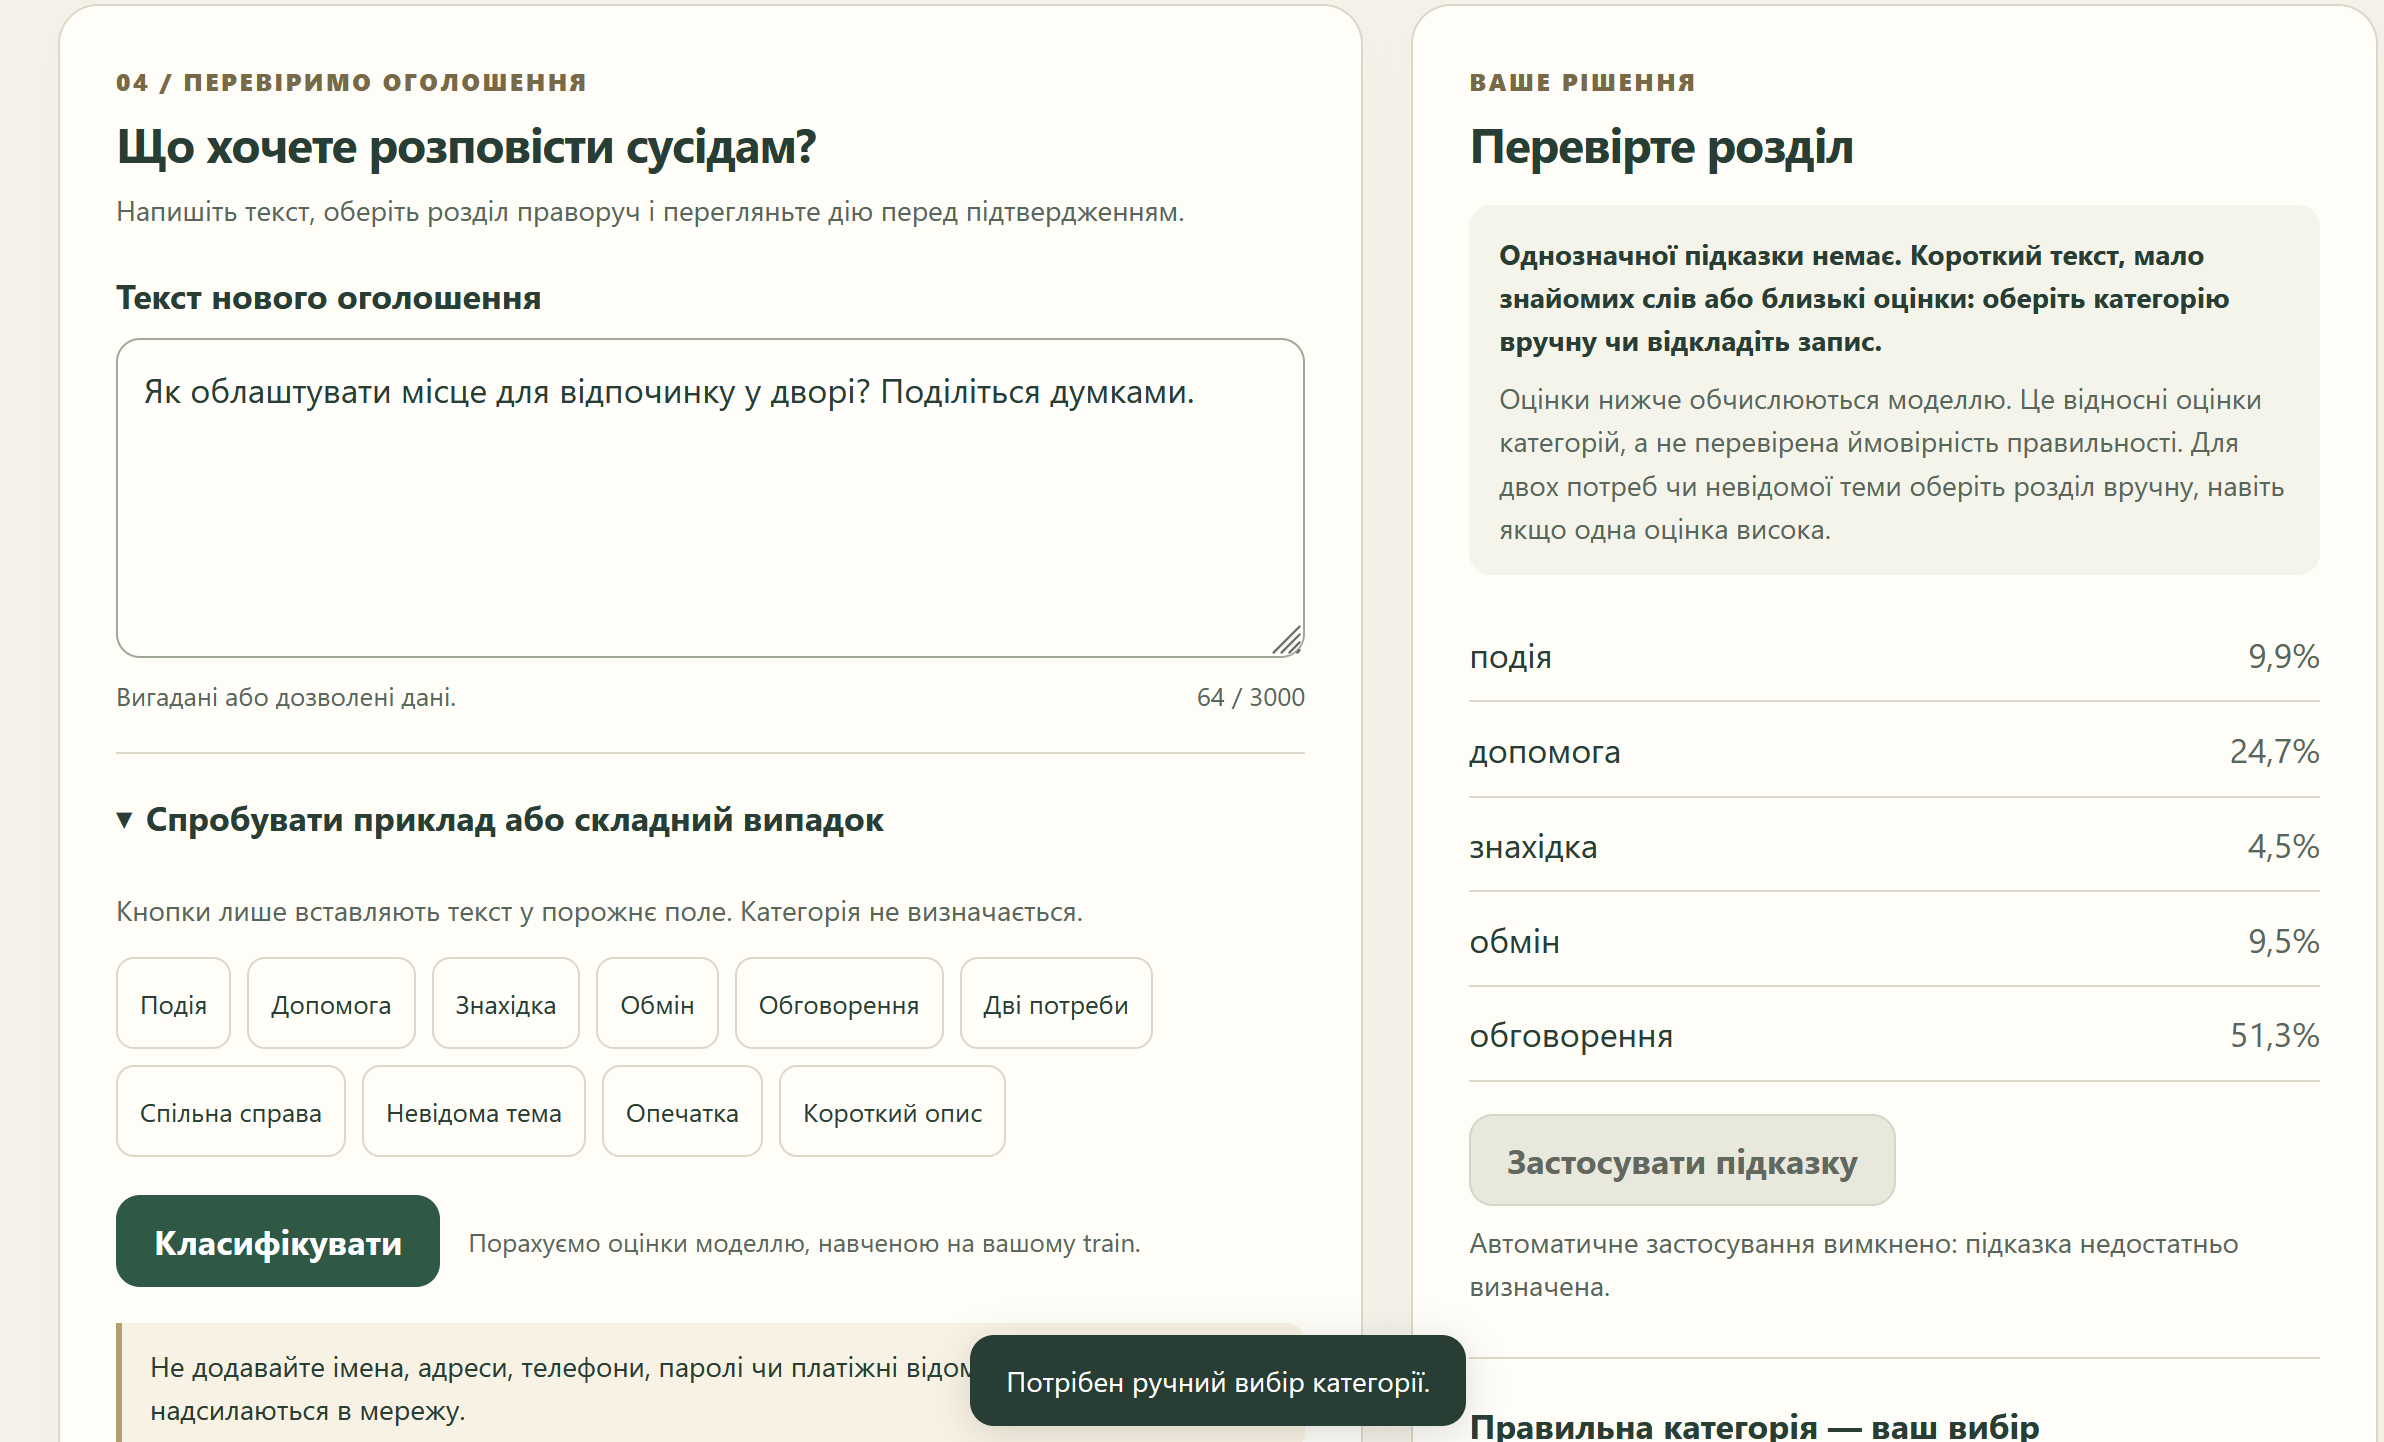 04 / ПЕРЕВІРИМО ОГОЛОШЕННЯ
Що хочете розповісти сусідам?
Напишіть текст, оберіть розділ праворуч і перегляньте дію перед підтвердженням.
Текст нового оголошення
Як облаштувати місце для відпочинку у дворі? Поділіться думками.
Вигадані або дозволені дані.
64 / 3000
▼ Спробувати приклад або складний випадок
Кнопки лише вставляють текст у порожнє поле. Категорія не визначається.
Подія
Допомога
Знахідка
Обмін
Обговорення
Дві потреби
Спільна справа
Невідома тема
Опечатка
Короткий опис
Класифікувати
Порахуємо оцінки моделлю, навченою на вашому train.
Не додавайте імена, адреси, телефони, паролі чи платіжні
надсилаються в мережу.
Потрібен ручний вибір категорії.
ВАШЕ РІШЕННЯ
Перевірте розділ
Однозначної підказки немає. Короткий текст, мало
знайомих слів або близькі оцінки: оберіть категорію
вручну чи відкладіть запис.
Оцінки нижче обчислюються моделлю. Це відносні оцінки
категорій, а не перевірена ймовірність правильності. Для
двох потреб чи невідомої теми оберіть розділ вручну, навіть
якщо одна оцінка висока.
подія 9,9%
допомога 24,7%
знахідка 4,5%
обмін 9,5%
обговорення 51,3%
Застосувати підказку
Автоматичне застосування вимкнено: підказка недостатньо
визначена.
Правильна категорія — ваш вибір